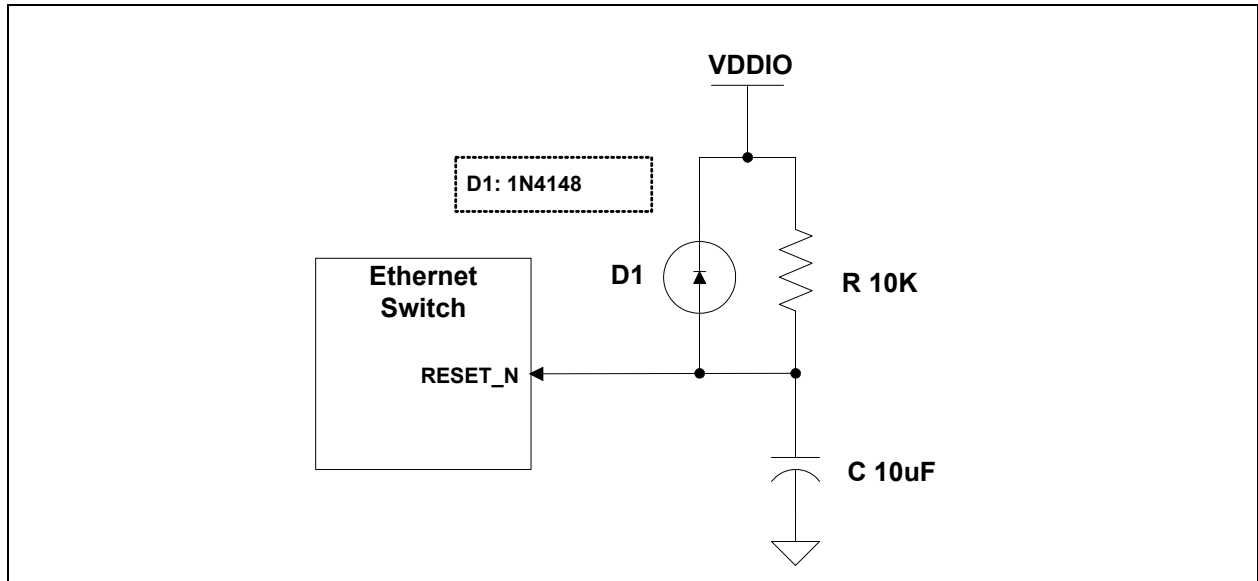 VDDIO
D1: 1N4148
D1
R 10K
Ethernet
Switch
RESET_N
C 10uF